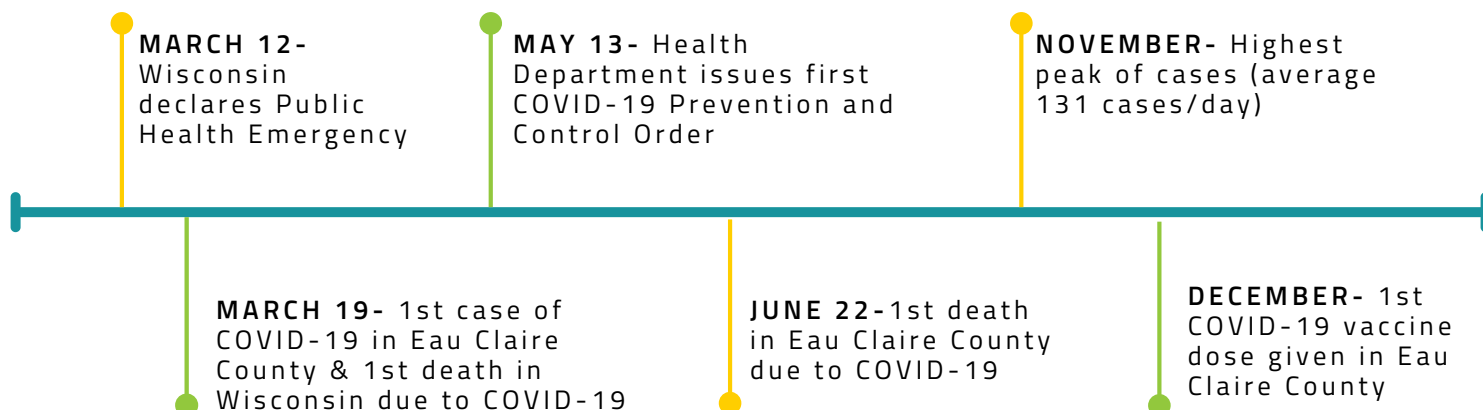 MARCH 12-
Wisconsin
declares Public
Health Emergency
MAY 13- Health
Department issues first
COVID-19 Prevention and
Control Order
NOVEMBER- Highest
peak of cases (average
131 cases/day)
MARCH 19- 1st case of
COVID-19 in Eau Claire
County & 1st death in
Wisconsin due to COVID-19
JUNE 22-1st death
in Eau Claire County
due to COVID-19
DECEMBER- 1st
COVID-19 vaccine
dose given in Eau
Claire County